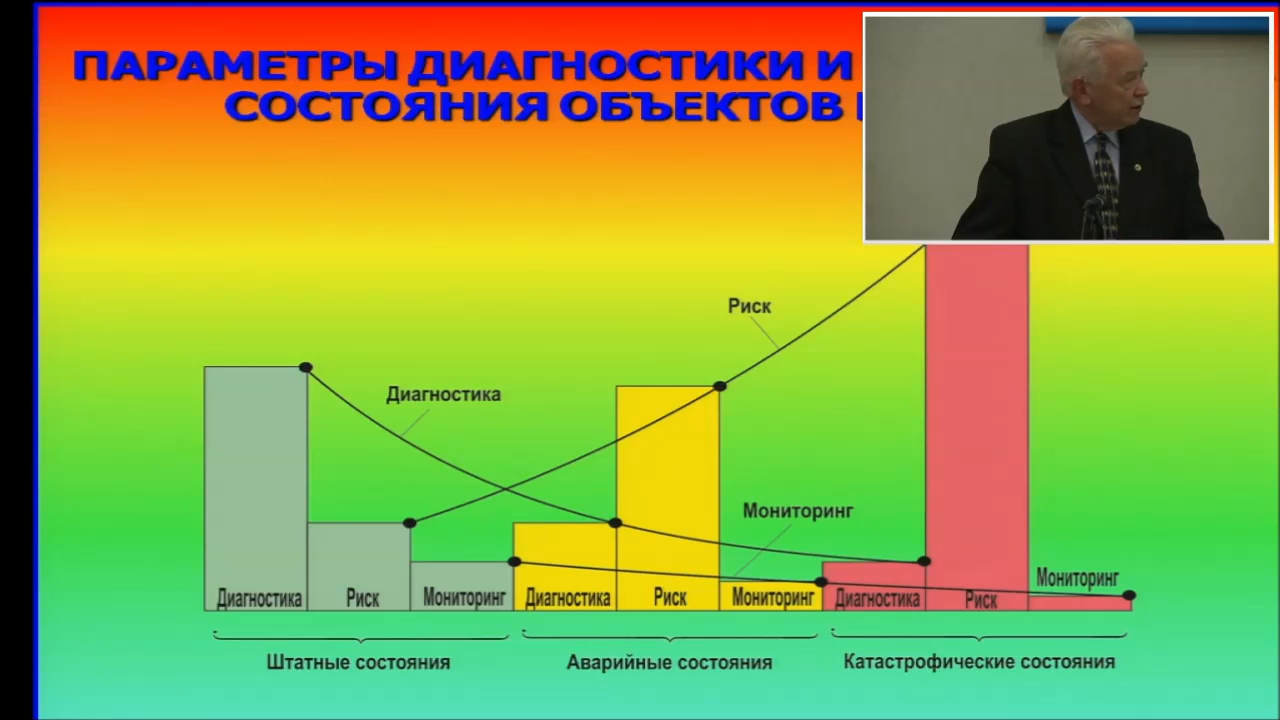 ПАРАМЕТРЫ ДИАГНОСТИКИ И
СОСТОЯНИЯ ОБЪЕКТОВ
Риск
Диагностика
Мониторинг
Диагностика
Риск
Мониторинг
Диагностика
Риск
Мониторинг
Диагностика
Риск
Мониторинг
Штатные состояния
Аварийные состояния
Катастрофические состояния